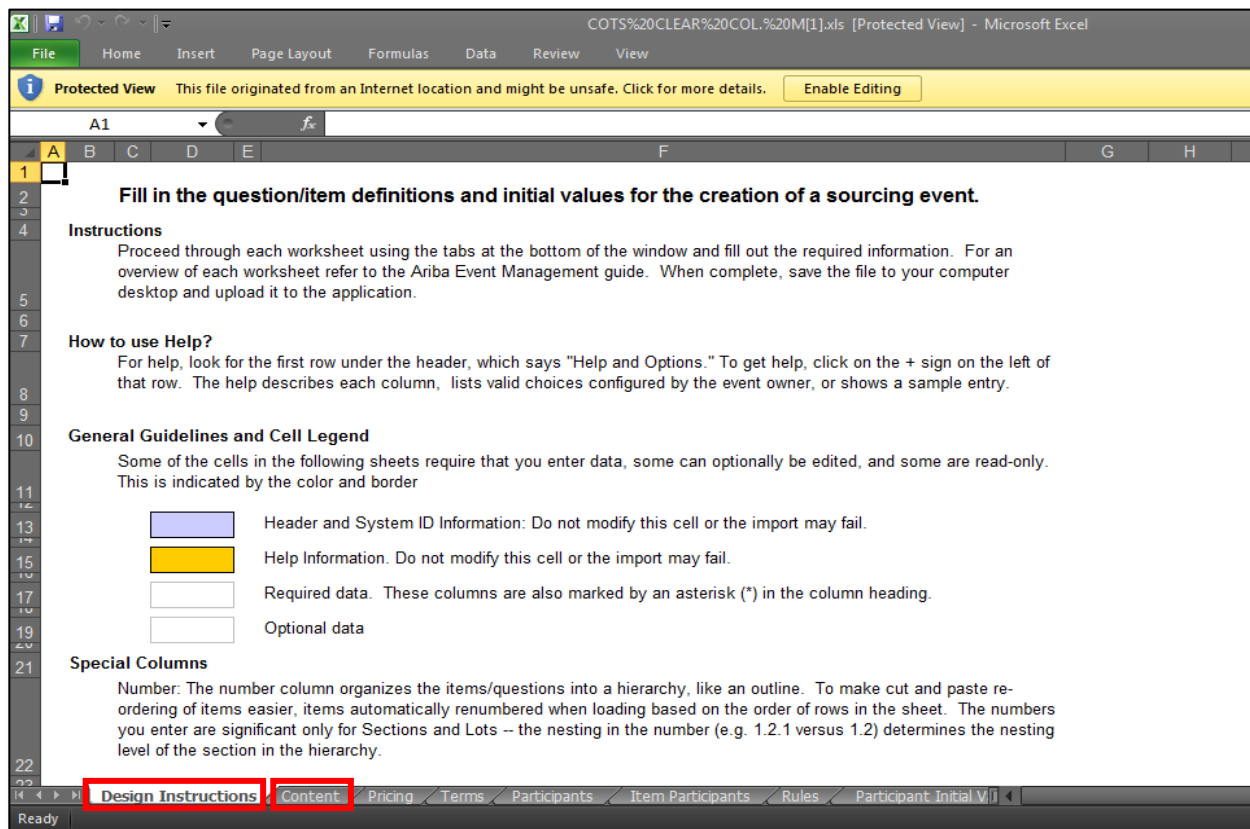 COTS%20CLEAR%20COL.%20M[1].xls [Protected View] - Microsoft Excel
File Home Insert Page Layout Formulas Data Review View
Protected View This file originated from an Internet location and might be unsafe. Click for more details. Enable Editing
A1 fx
A B C D E F G H
1
2 Fill in the question/item definitions and initial values for the creation of a sourcing event.
3
4 Instructions
Proceed through each worksheet using the tabs at the bottom of the window and fill out the required information. For an
overview of each worksheet refer to the Ariba Event Management guide. When complete, save the file to your computer
5 desktop and upload it to the application.
6
7 How to use Help?
For help, look for the first row under the header, which says "Help and Options." To get help, click on the + sign on the left of
8 that row. The help describes each column, lists valid choices configured by the event owner, or shows a sample entry.
9
10 General Guidelines and Cell Legend
Some of the cells in the following sheets require that you enter data, some can optionally be edited, and some are read-only.
11 This is indicated by the color and border
12
13 Header and System ID Information: Do not modify this cell or the import may fail.
14
15 Help Information. Do not modify this cell or the import may fail.
16
17 Required data. These columns are also marked by an asterisk (*) in the column heading.
18
19 Optional data
20
21 Special Columns
Number: The number column organizes the items/questions into a hierarchy, like an outline. To make cut and paste re-
ordering of items easier, items automatically renumbered when loading based on the order of rows in the sheet. The numbers
you enter are significant only for Sections and Lots -- the nesting in the number (e.g. 1.2.1 versus 1.2) determines the nesting
22 level of the section in the hierarchy.
23
Design Instructions Content Pricing Terms Participants Item Participants Rules Participant Initial V
Ready